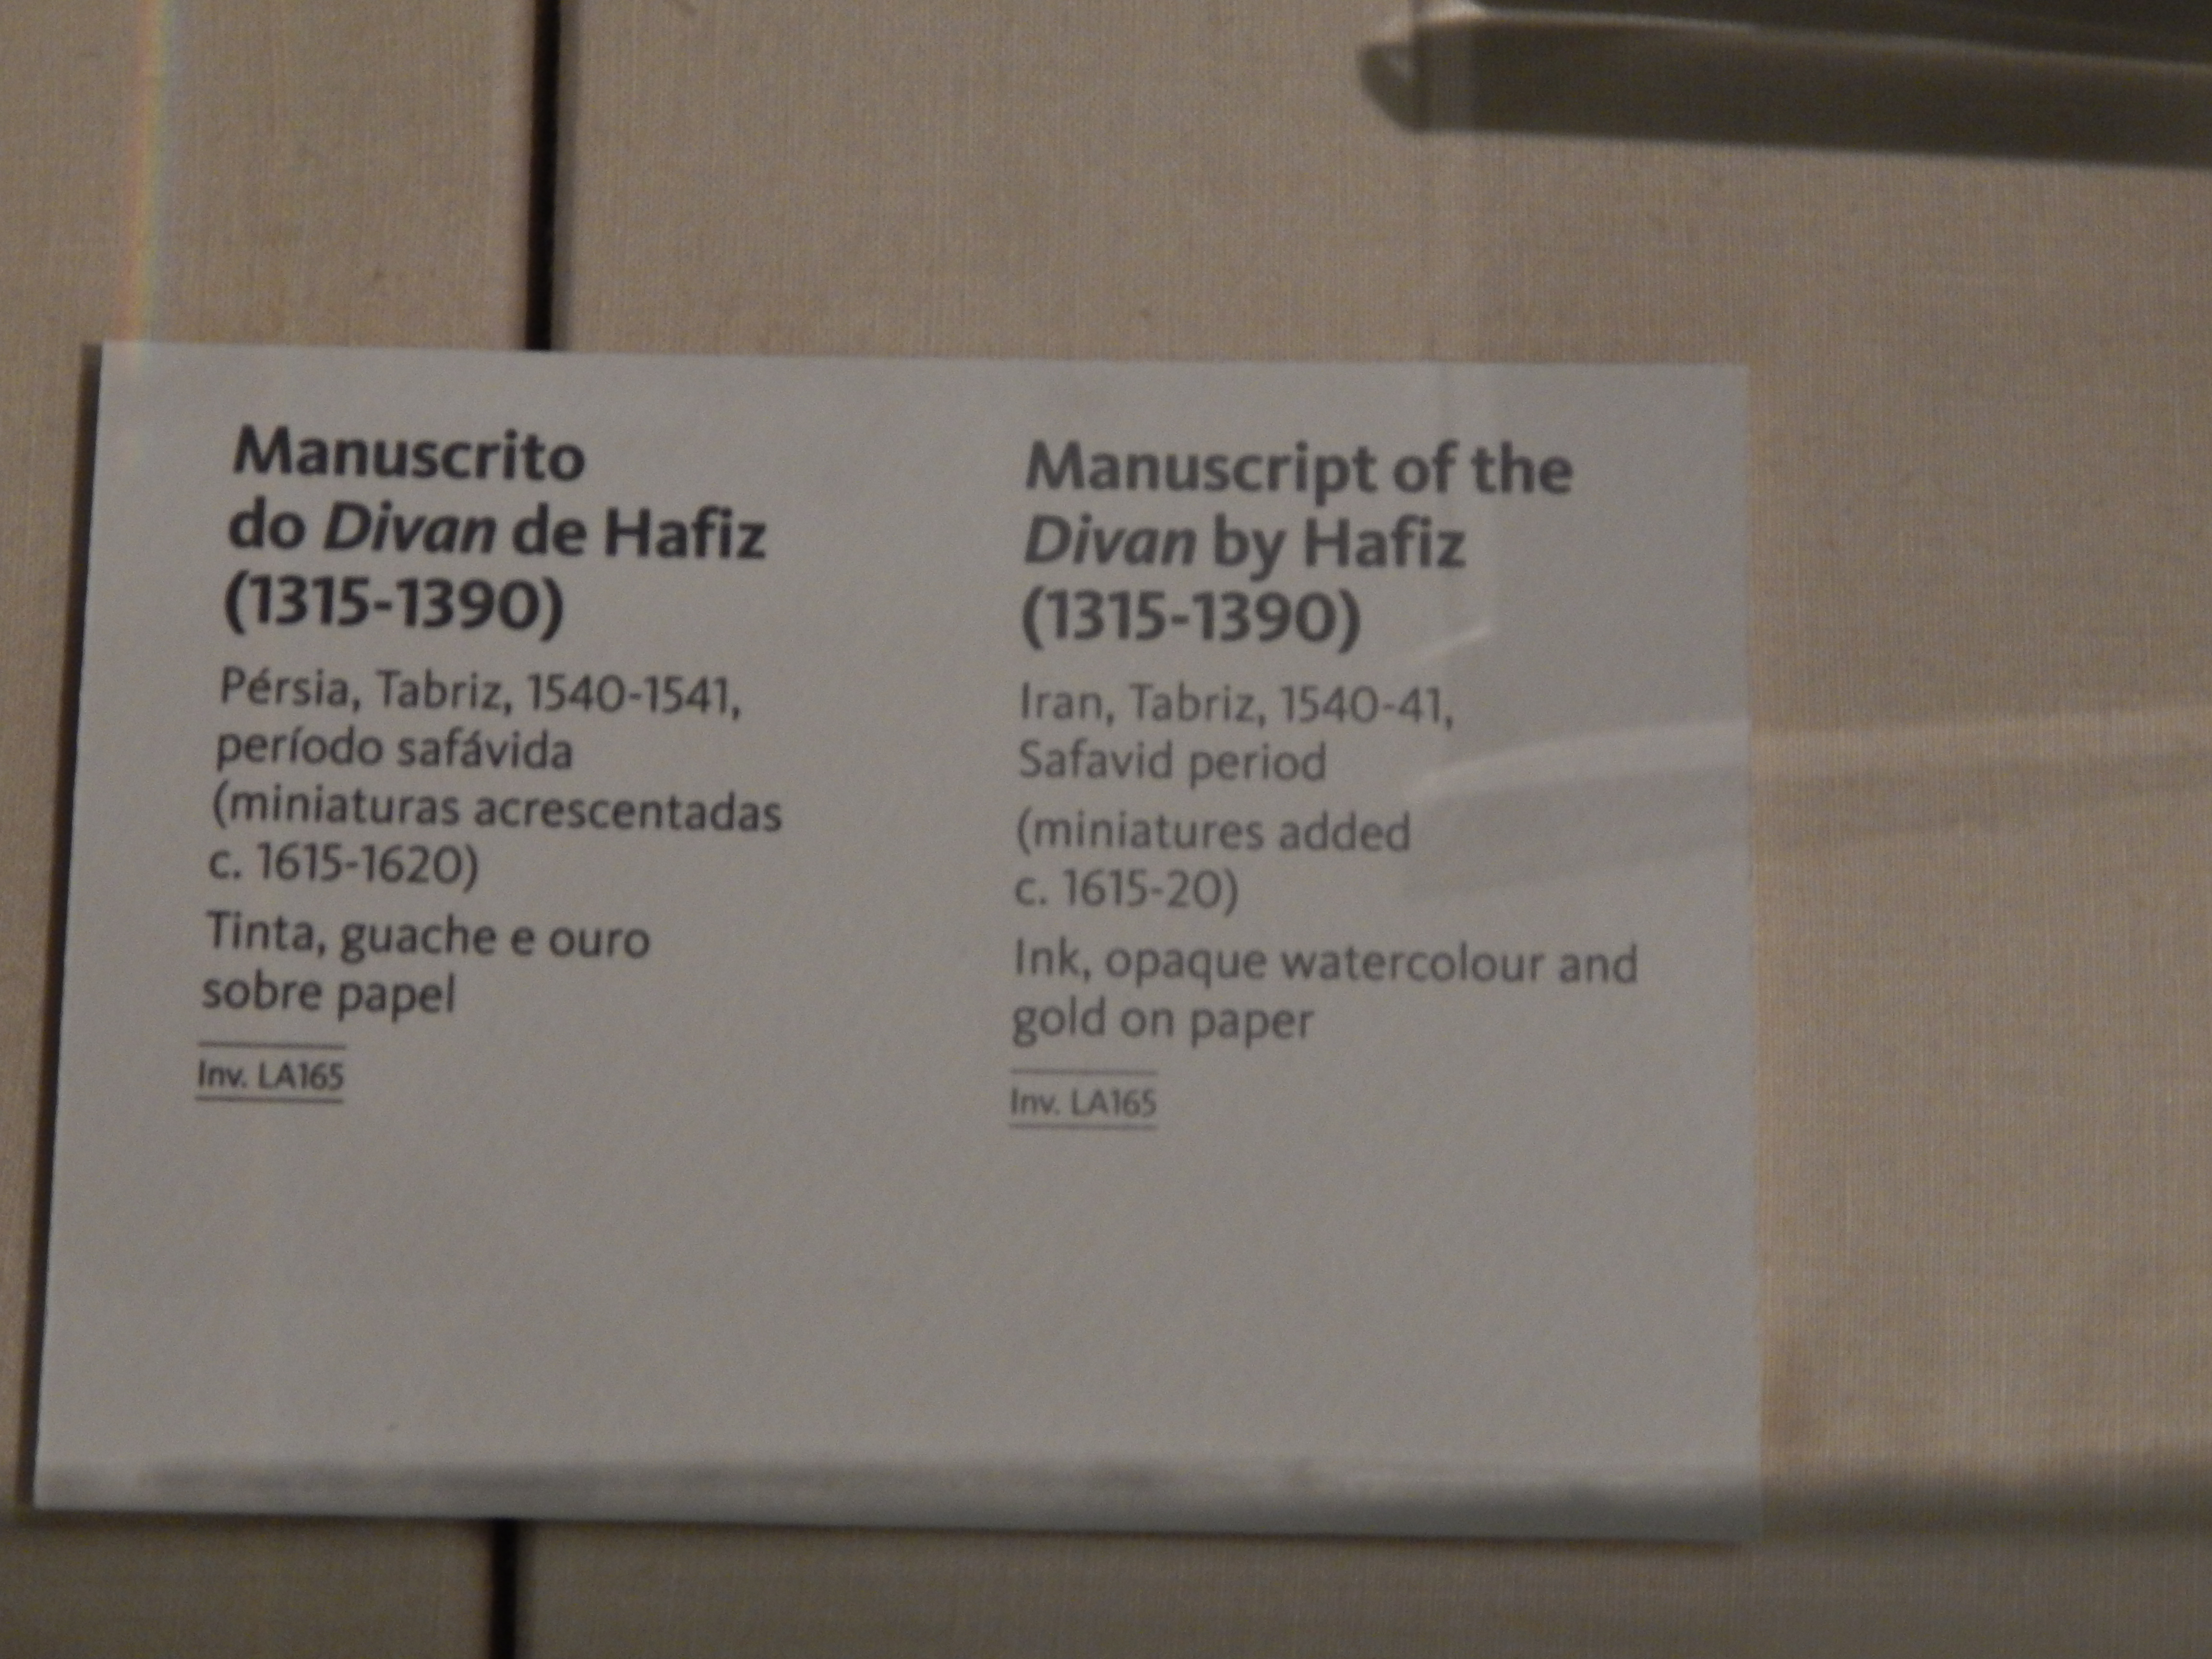 Manuscrito
do Divan de Hafiz
(1315-1390)
Pérsia, Tabriz, 1540-1541,
período safávida
(miniaturas acrescentadas
c. 1615-1620)
Tinta, guache e ouro
sobre papel
Inv. LA165
Manuscript of the
Divan by Hafiz
(1315-1390)
Iran, Tabriz, 1540-41,
Safavid period
(miniatures added
c. 1615-20)
Ink, opaque watercolour and
gold on paper
Inv. LA165